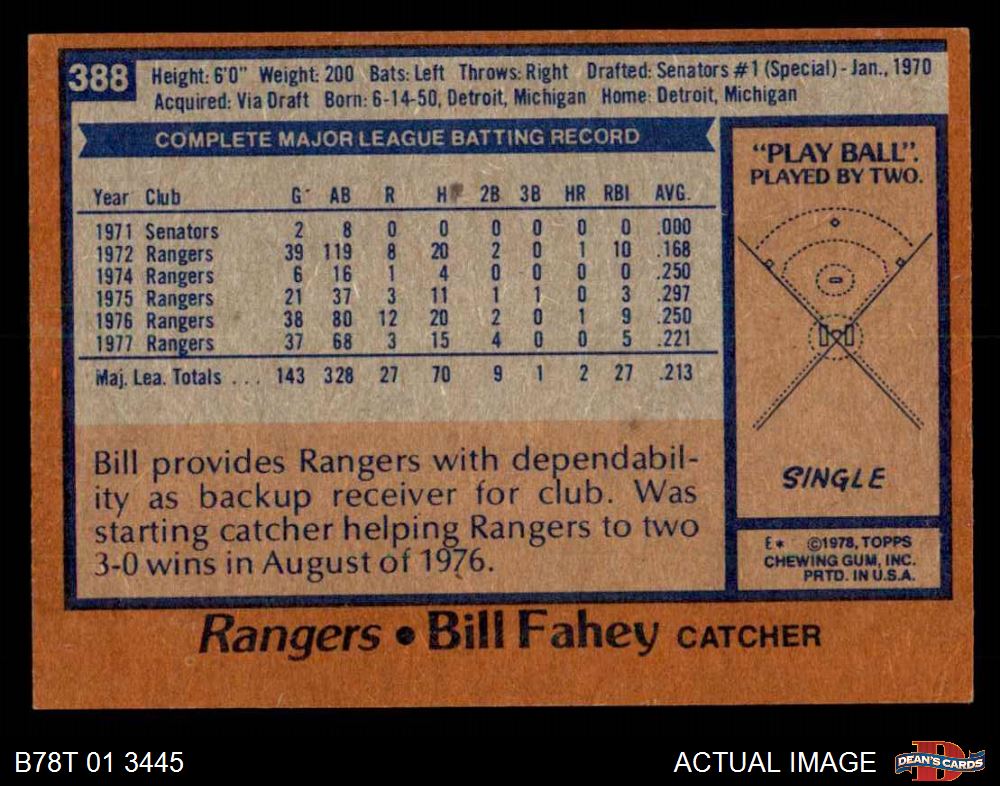 388
Height: 6'0" Weight: 200 Bats: Left Throws: Right Drafted: Senators #1 (Special) - Jan., 1970
Acquired: Via Draft Born: 6-14-50, Detroit, Michigan Home: Detroit, Michigan
COMPLETE MAJOR LEAGUE BATTING RECORD
Year Club G AB R H 2B 3B HR RBI AVG.
1971 Senators 2 8 0 0 0 0 0 0 .000
1972 Rangers 39 119 8 20 2 0 1 10 .168
1974 Rangers 6 16 1 4 0 0 0 0 .250
1975 Rangers 21 37 3 11 1 1 0 3 .297
1976 Rangers 38 80 12 20 2 0 1 9 .250
1977 Rangers 37 68 3 15 4 0 0 5 .221
Maj. Lea. Totals . . . 143 328 27 70 9 1 2 27 .213
Bill provides Rangers with dependabil-
ity as backup receiver for club. Was
starting catcher helping Rangers to two
3-0 wins in August of 1976.
"PLAY BALL".
PLAYED BY TWO.
SINGLE
E* ©1978, TOPPS
CHEWING GUM, INC.
PRTD. IN U.S.A.
Rangers • Bill Fahey CATCHER
B78T 01 3445
ACTUAL IMAGE
D
DEAN'S CARDS